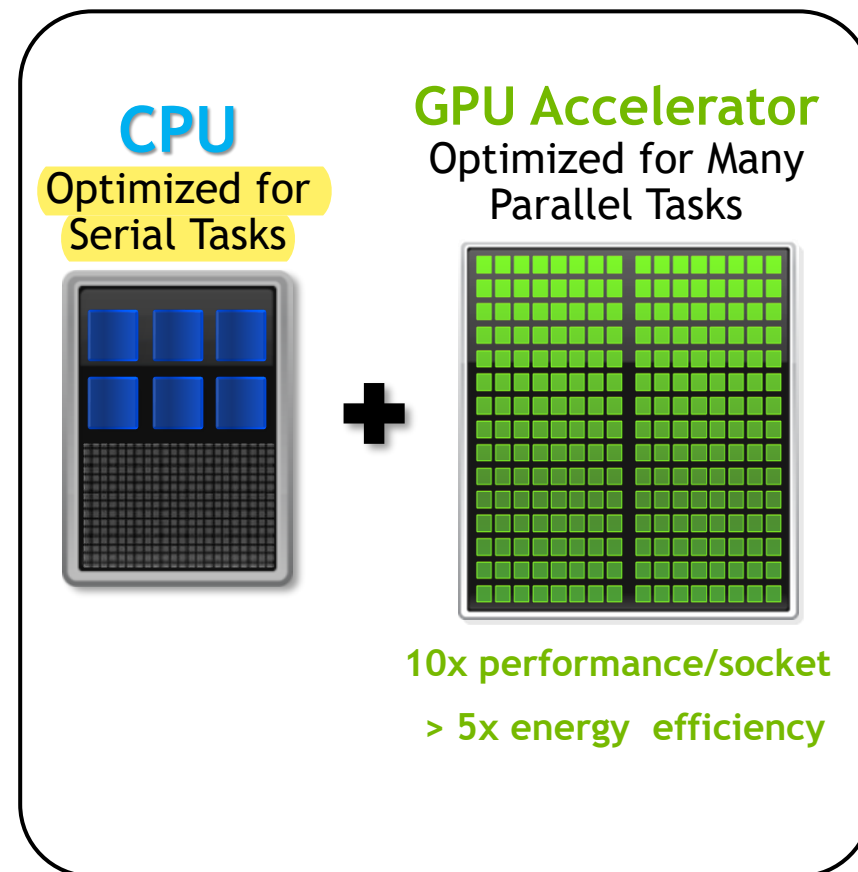 CPU
Optimized for
Serial Tasks
GPU Accelerator
Optimized for Many
Parallel Tasks
10x performance/socket
> 5x energy efficiency